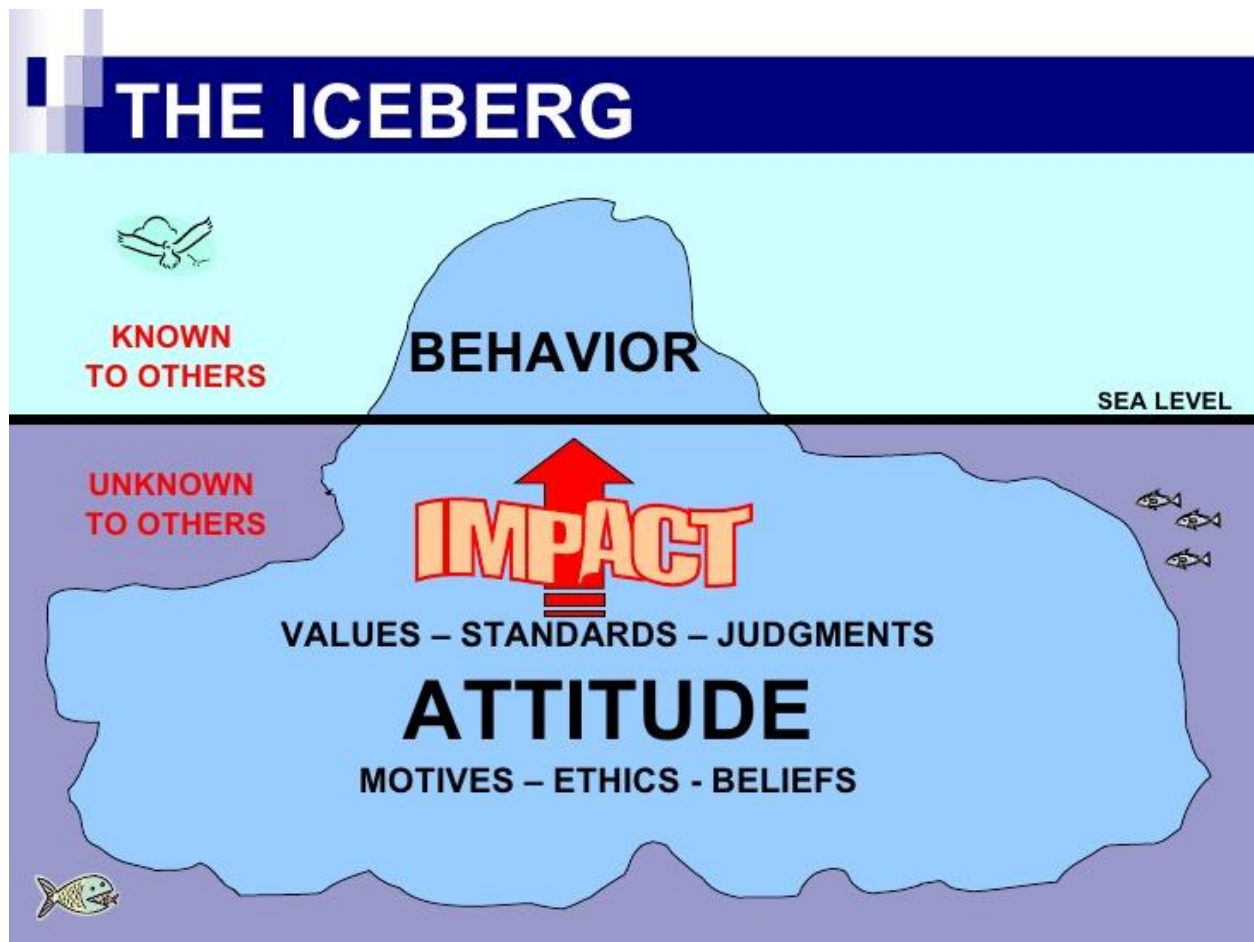 THE ICEBERG
KNOWN
TO OTHERS
BEHAVIOR
SEA LEVEL
UNKNOWN
TO OTHERS
IMPACT
VALUES – STANDARDS – JUDGMENTS
ATTITUDE
MOTIVES – ETHICS - BELIEFS